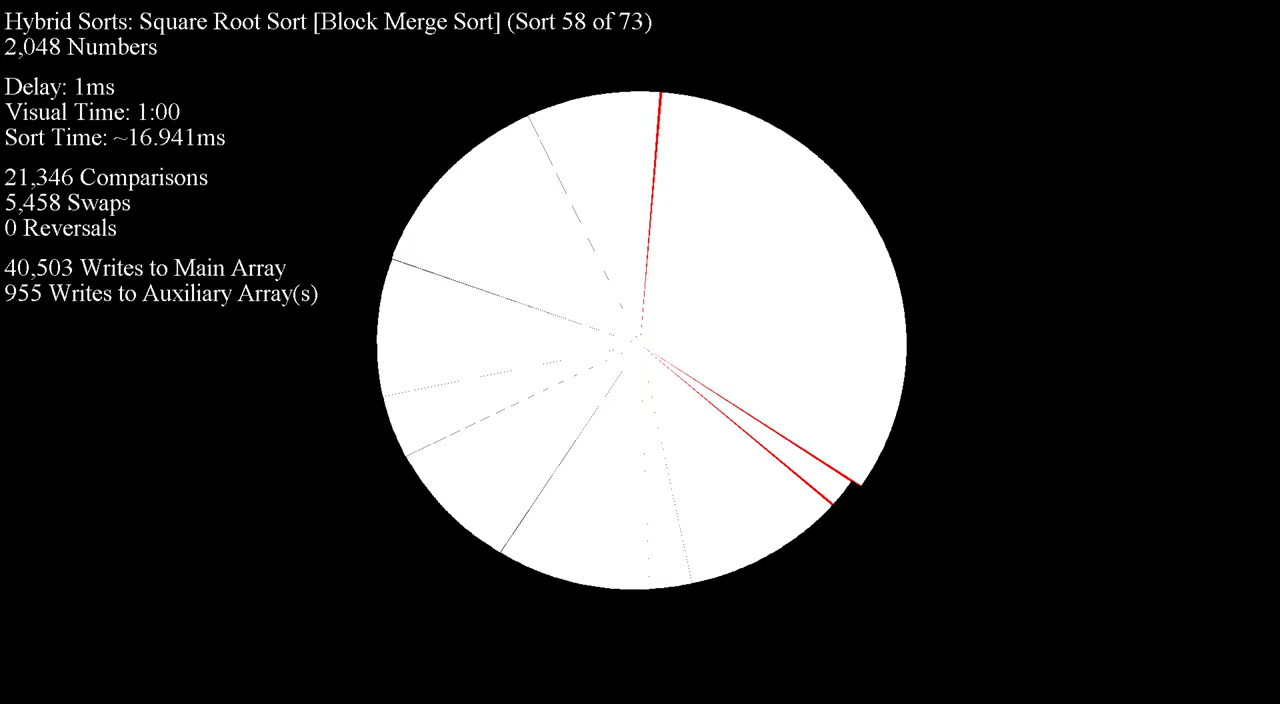 Hybrid Sorts: Square Root Sort [Block Merge Sort] (Sort 58 of 73)
2,048 Numbers
Delay: 1ms
Visual Time: 1:00
Sort Time: ~16.941ms
21,346 Comparisons
5,458 Swaps
0 Reversals
40,503 Writes to Main Array
955 Writes to Auxiliary Array(s)